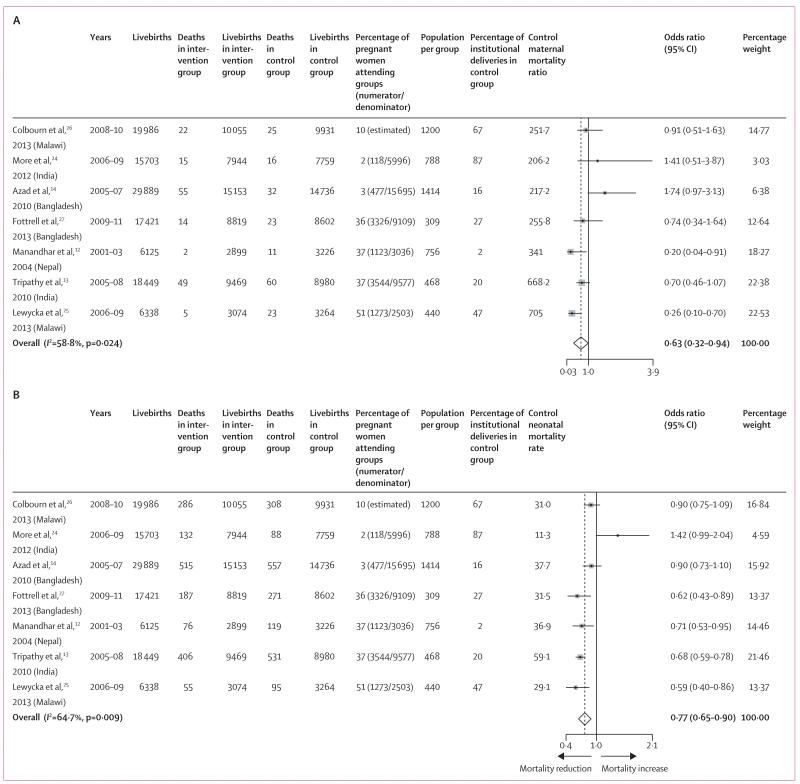 A
Years Livebirths Deaths in inter- vention group Livebirths in inter- vention group Deaths in control group Livebirths in control group Percentage of pregnant women attending groups (numerator/ denominator) Population per group Percentage of institutional deliveries in control group Control maternal mortality ratio Odds ratio (95% CI) Percentage weight
Colbourn et al,26 2008–10 19 986 22 10 055 25 9931 10 (estimated) 1200 67 251·7 0·91 (0·51–1·63) 14·77
2013 (Malawi)
More et al,24 2006–09 15 703 15 7944 16 7759 2 (118/5996) 788 87 206·2 1·41 (0·51–3·87) 3·03
2012 (India)
Azad et al,14 2005–07 29 889 55 15 153 32 14 736 3 (477/15 695) 1414 16 217·2 1·74 (0·97–3·13) 6·38
2010 (Bangladesh)
Fottrell et al,27 2009–11 17 421 14 8819 23 8602 36 (3326/9109) 309 27 255·8 0·74 (0·34–1·64) 12·64
2013 (Bangladesh)
Manandhar et al,12 2001–03 6125 2 2899 11 3226 37 (1123/3036) 756 2 341 0·20 (0·04–0·91) 18·27
2004 (Nepal)
Tripathy et al,13 2005–08 18 449 49 9469 60 8980 37 (3544/9577) 468 20 668·2 0·70 (0·46–1·07) 22·38
2010 (India)
Lewycka et al,25 2006–09 6338 5 3074 23 3264 51 (1273/2503) 440 47 705 0·26 (0·10–0·70) 22·53
2013 (Malawi)
Overall (I2=58·8%, p=0·024) 0·63 (0·32–0·94) 100·00
0·03 1·0 3·9
B
Years Livebirths Deaths in inter- vention group Livebirths in inter- vention group Deaths in control group Livebirths in control group Percentage of pregnant women attending groups (numerator/ denominator) Population per group Percentage of institutional deliveries in control group Control neonatal mortality rate Odds ratio (95% CI) Percentage weight
Colbourn et al,26 2008–10 19 986 286 10 055 308 9931 10 (estimated) 1200 67 31·0 0·90 (0·75–1·09) 16·84
2013 (Malawi)
More et al,24 2006–09 15 703 132 7944 88 7759 2 (118/5996) 788 87 11·3 1·42 (0·99–2·04) 4·59
2012 (India)
Azad et al,14 2005–07 29 889 515 15 153 557 14 736 3 (477/15 695) 1414 16 37·7 0·90 (0·73–1·10) 15·92
2010 (Bangladesh)
Fottrell et al,27 2009–11 17 421 187 8819 271 8602 36 (3326/9109) 309 27 31·5 0·62 (0·43–0·89) 13·37
2013 (Bangladesh)
Manandhar et al,12 2001–03 6125 76 2899 119 3226 37 (1123/3036) 756 2 36·9 0·71 (0·53–0·95) 14·46
2004 (Nepal)
Tripathy et al,13 2005–08 18 449 406 9469 531 8980 37 (3544/9577) 468 20 59·1 0·68 (0·59–0·78) 21·46
2010 (India)
Lewycka et al,25 2006–09 6338 55 3074 95 3264 51 (1273/2503) 440 47 29·1 0·59 (0·40–0·86) 13·37
2013 (Malawi)
Overall (I2=64·7%, p=0·009) 0·77 (0·65–0·90) 100·00
0·4 1·0 2·1
Mortality reduction Mortality increase